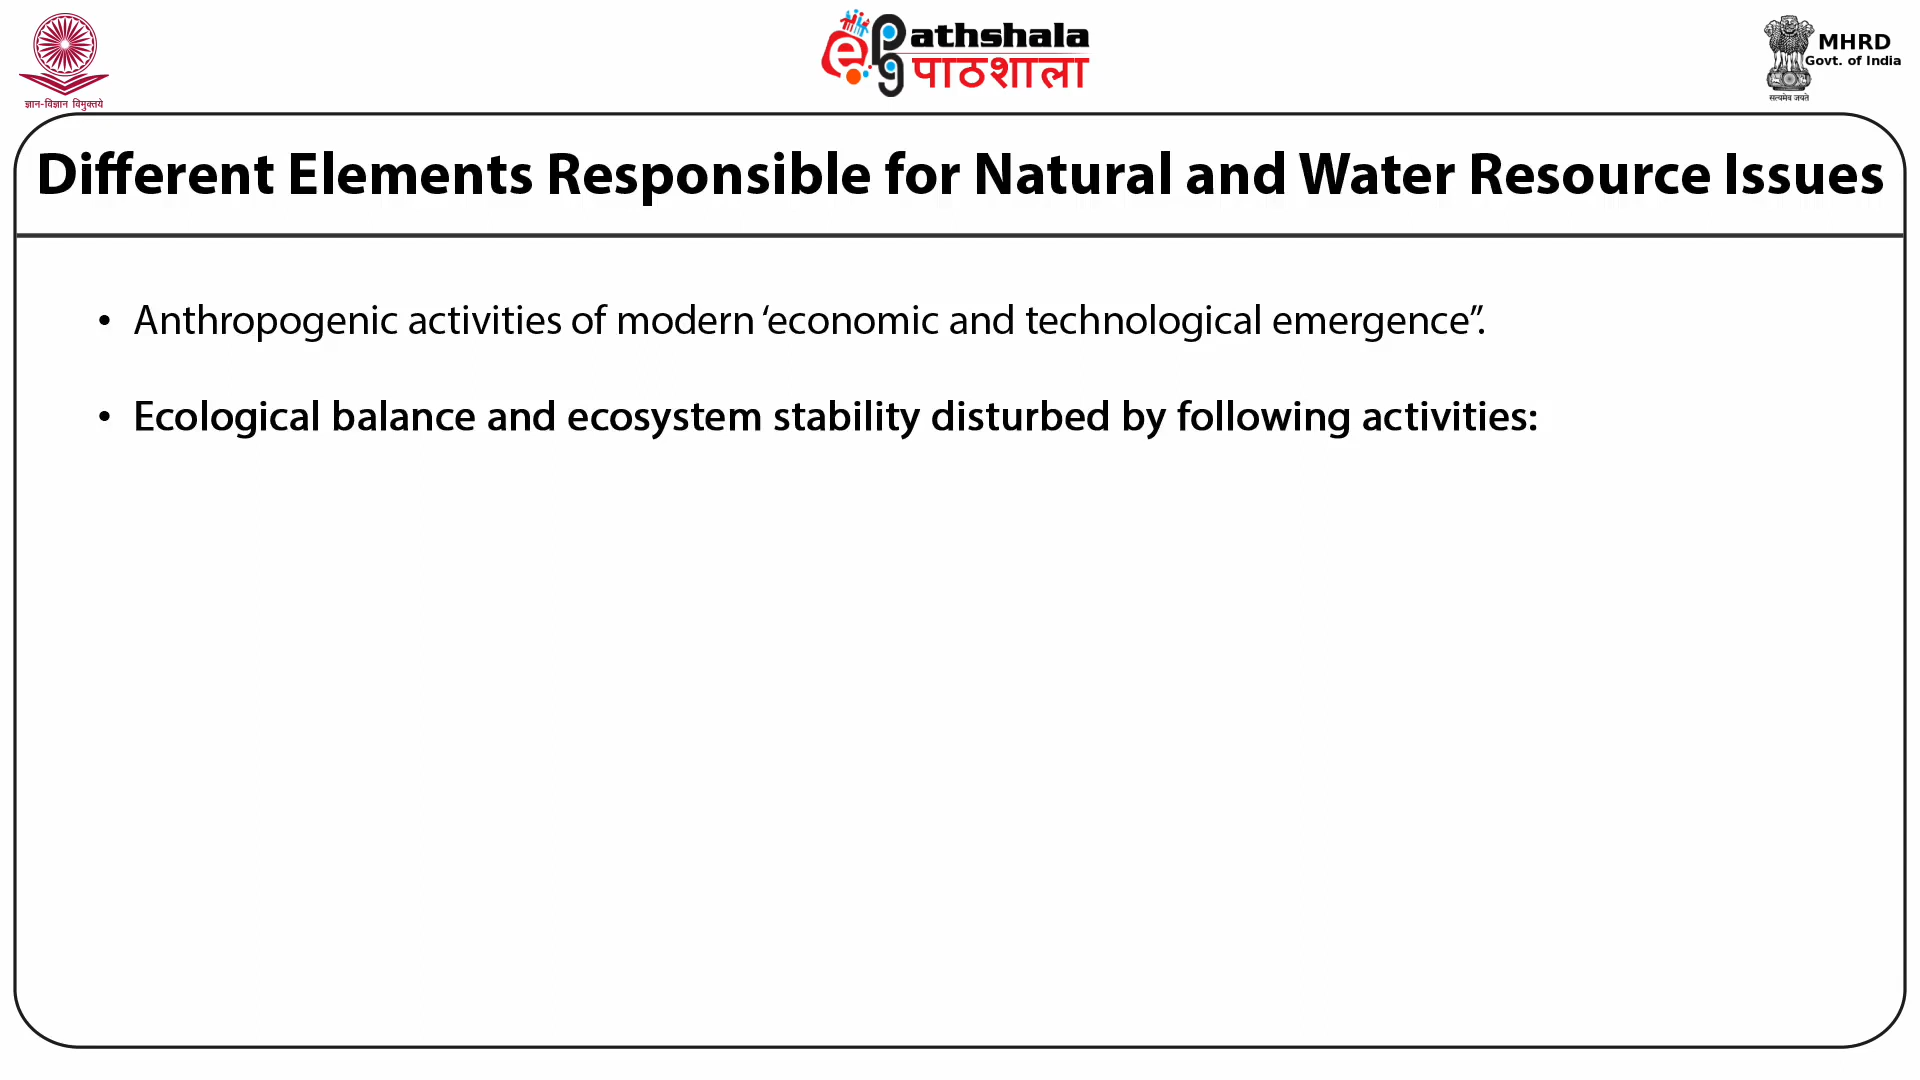 ज्ञान-विज्ञान विमुक्तये
e pg athshala
पाठशाला
MHRD
Govt. of India
सत्यमेव जयते
Different Elements Responsible for Natural and Water Resource Issues
• Anthropogenic activities of modern ‘economic and technological emergence”.
• Ecological balance and ecosystem stability disturbed by following activities: